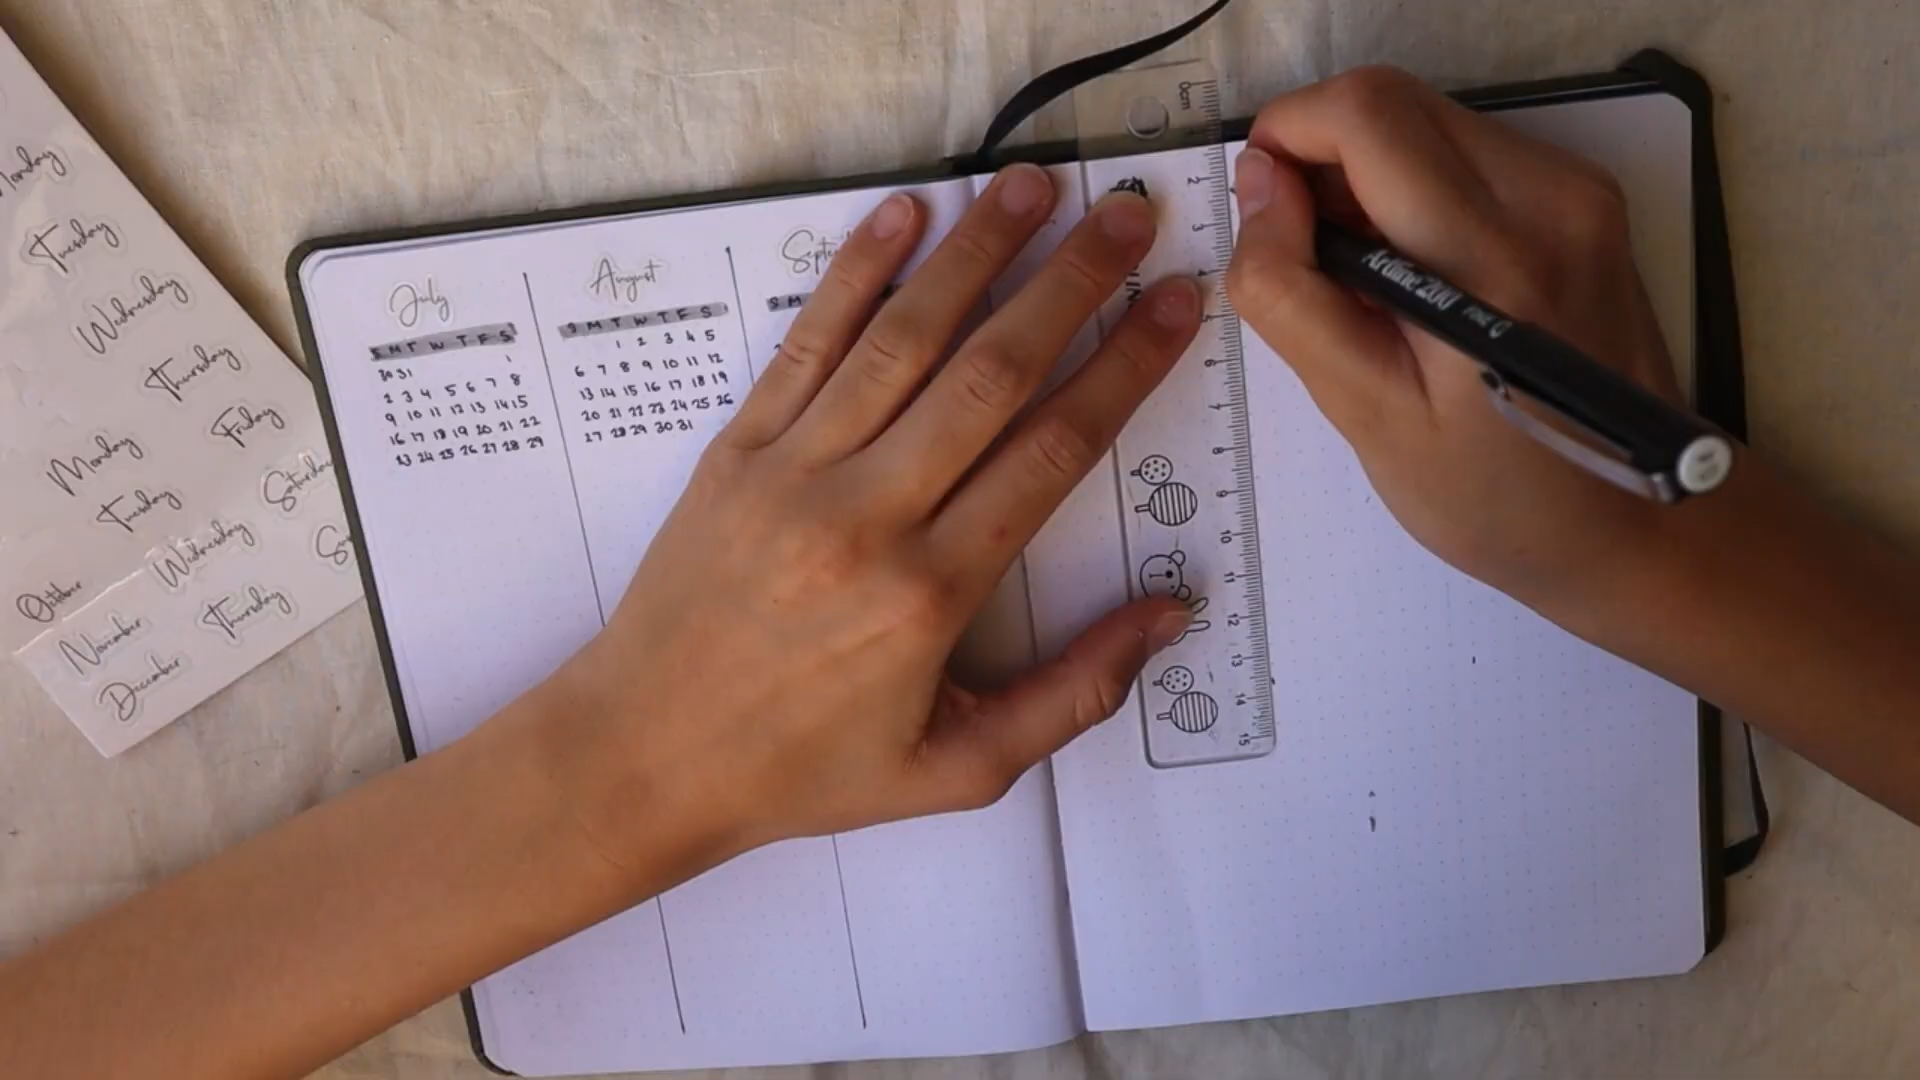 Monday
Tuesday
Wednesday
Thursday
Friday
Monday
Tuesday
Wednesday
Thursday
October
November
December
July
S M T W T F S
1
30 31
2 3 4 5 6 7 8
9 10 11 12 13 14 15
16 17 18 19 20 21 22
23 24 25 26 27 28 29
August
S M T W T F S
1 2 3 4 5
6 7 8 9 10 11 12
13 14 15 16 17 18 19
20 21 22 23 24 25 26
27 28 29 30 31
Septe
S M
0cm
2
3
4
5
6
7
8
9
10
11
12
13
14
15
Artline 200